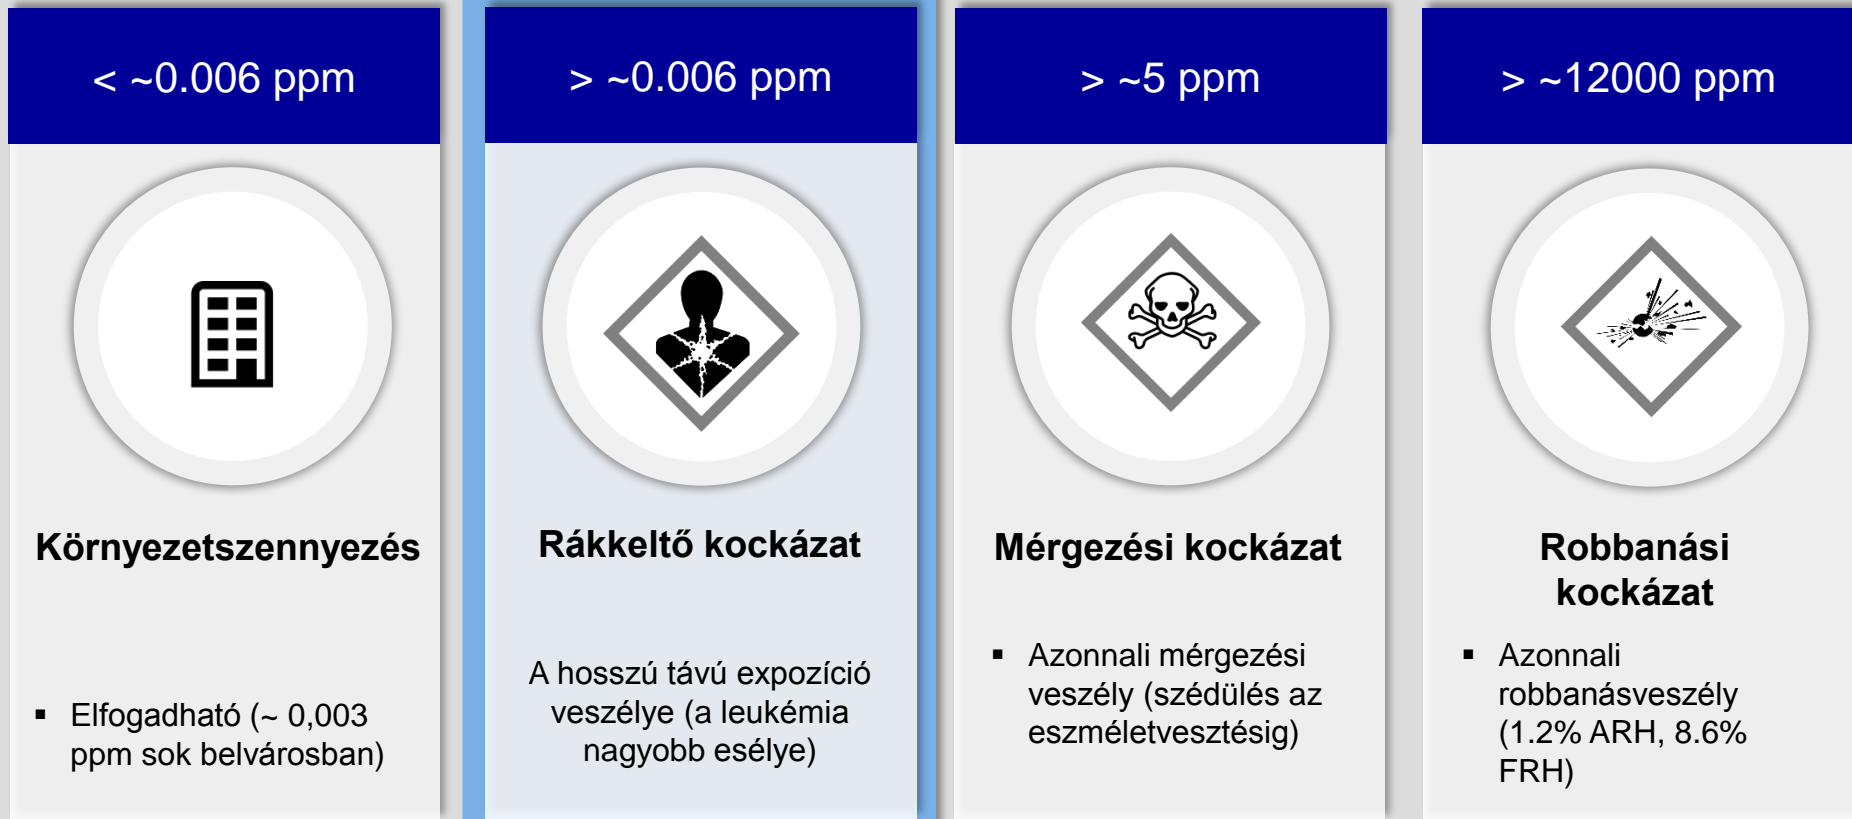 < ~0.006 ppm
Környezetszennyezés
▪ Elfogadható (~ 0,003
ppm sok belvárosban)
> ~0.006 ppm
Rákkeltő kockázat
A hosszú távú expozíció
veszélye (a leukémia
nagyobb esélye)
> ~5 ppm
Mérgezési kockázat
▪ Azonnali mérgezési
veszély (szédülés az
eszméletvesztésig)
> ~12000 ppm
Robbanási
kockázat
▪ Azonnali
robbanásveszély
(1.2% ARH, 8.6%
FRH)